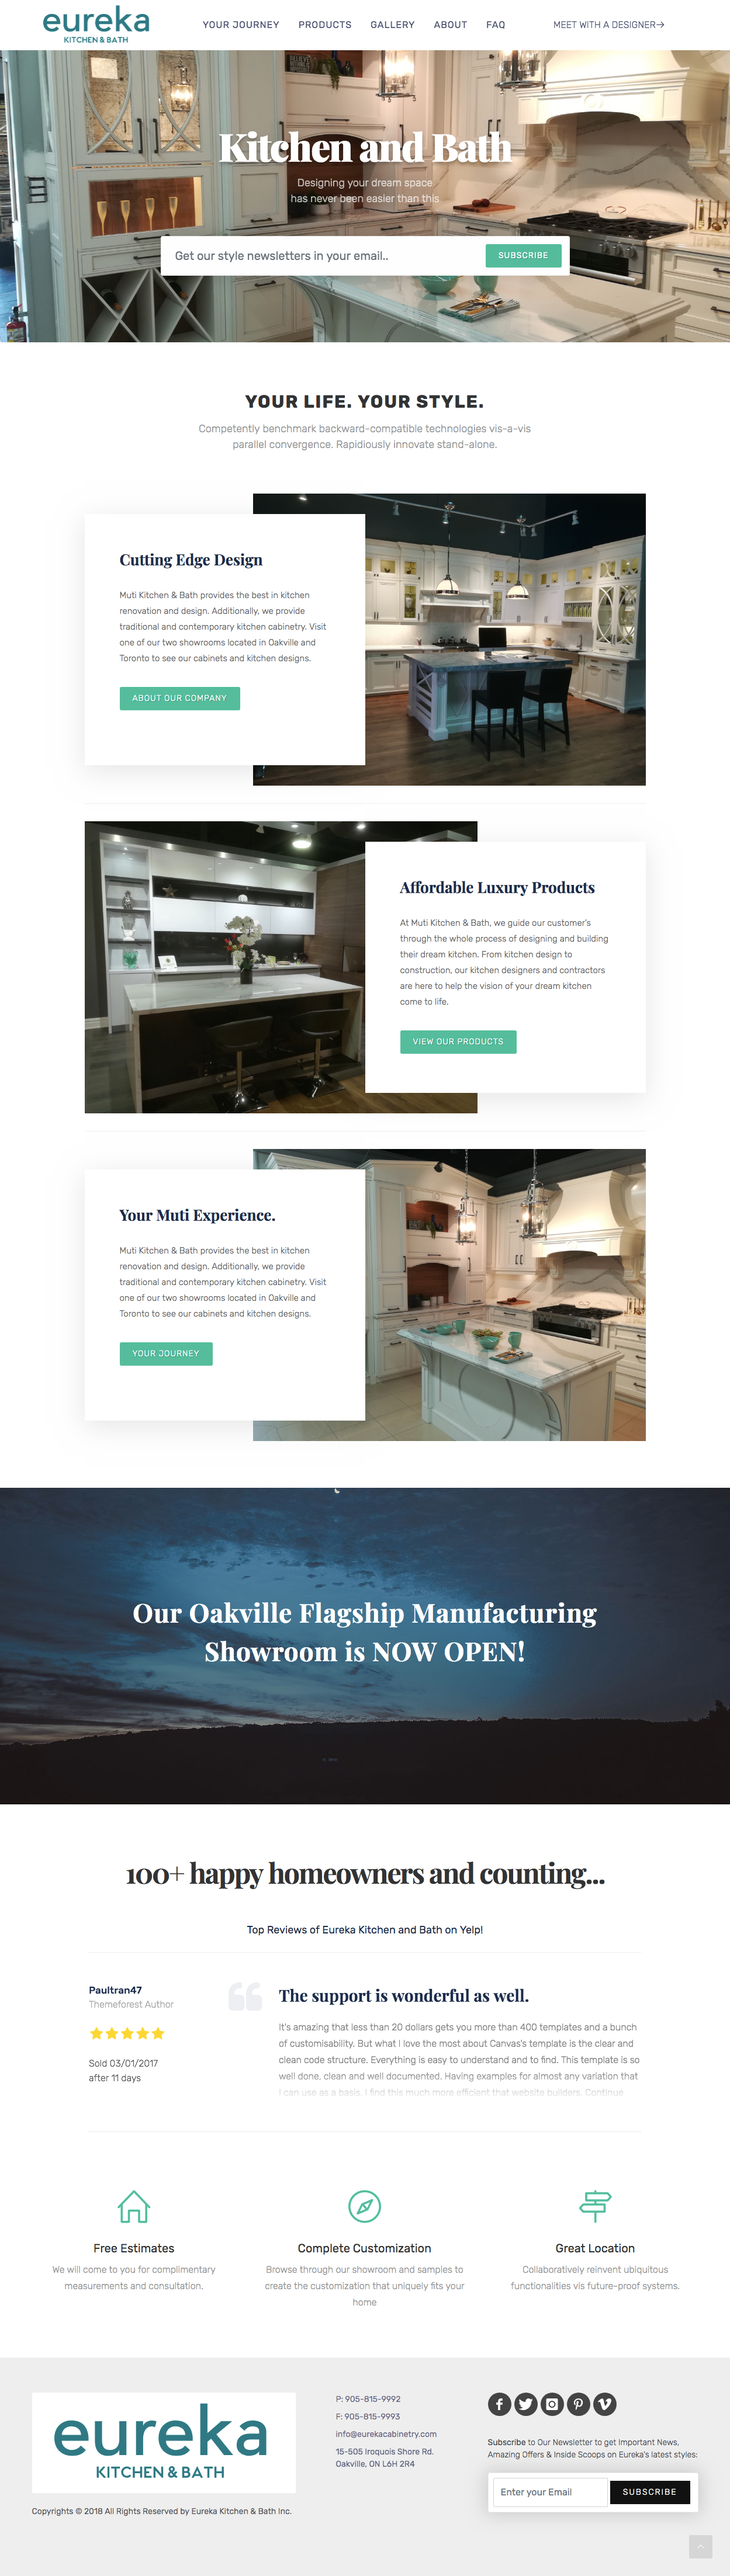 eureka
KITCHEN & BATH
YOUR JOURNEY PRODUCTS GALLERY ABOUT FAQ MEET WITH A DESIGNER→
Kitchen and Bath
Designing your dream space
has never been easier than this
Get our style newsletters in your email..
SUBSCRIBE
YOUR LIFE. YOUR STYLE.
Competently benchmark backward-compatible technologies vis-a-vis
parallel convergence. Rapidiously innovate stand-alone.
Cutting Edge Design
Muti Kitchen & Bath provides the best in kitchen
renovation and design. Additionally, we provide
traditional and contemporary kitchen cabinetry. Visit
one of our two showrooms located in Oakville and
Toronto to see our cabinets and kitchen designs.
ABOUT OUR COMPANY
Affordable Luxury Products
At Muti Kitchen & Bath, we guide our customer's
through the whole process of designing and building
their dream kitchen. From kitchen design to
construction, our kitchen designers and contractors
are here to help the vision of your dream kitchen
come to life.
VIEW OUR PRODUCTS
Your Muti Experience.
Muti Kitchen & Bath provides the best in kitchen
renovation and design. Additionally, we provide
traditional and contemporary kitchen cabinetry. Visit
one of our two showrooms located in Oakville and
Toronto to see our cabinets and kitchen designs.
YOUR JOURNEY
Our Oakville Flagship Manufacturing
Showroom is NOW OPEN!
100+ happy homeowners and counting...
Top Reviews of Eureka Kitchen and Bath on Yelp!
Paultran47
Themeforest Author
Sold 03/01/2017
after 11 days
The support is wonderful as well.
It's amazing that less than 20 dollars gets you more than 400 templates and a bunch
of customisability. But what I love the most about Canvas's template is the clear and
clean code structure. Everything is easy to understand and to find. This template is so
well done, clean and well documented. Having examples for almost any variation that
I can use as a basis, I find this much more efficient that website builders. Continue
Free Estimates
We will come to you for complimentary
measurements and consultation.
Complete Customization
Browse through our showroom and samples to
create the customization that uniquely fits your
home
Great Location
Collaboratively reinvent ubiquitous
functionalities vis future-proof systems.
eureka
KITCHEN & BATH
Copyrights © 2018 All Rights Reserved by Eureka Kitchen & Bath Inc.
P: 905-815-9992
F: 905-815-9993
info@eurekacabinetry.com
15-505 Iroquois Shore Rd.
Oakville, ON L6H 2R4
Subscribe to Our Newsletter to get Important News,
Amazing Offers & Inside Scoops on Eureka's latest styles:
Enter your Email
SUBSCRIBE